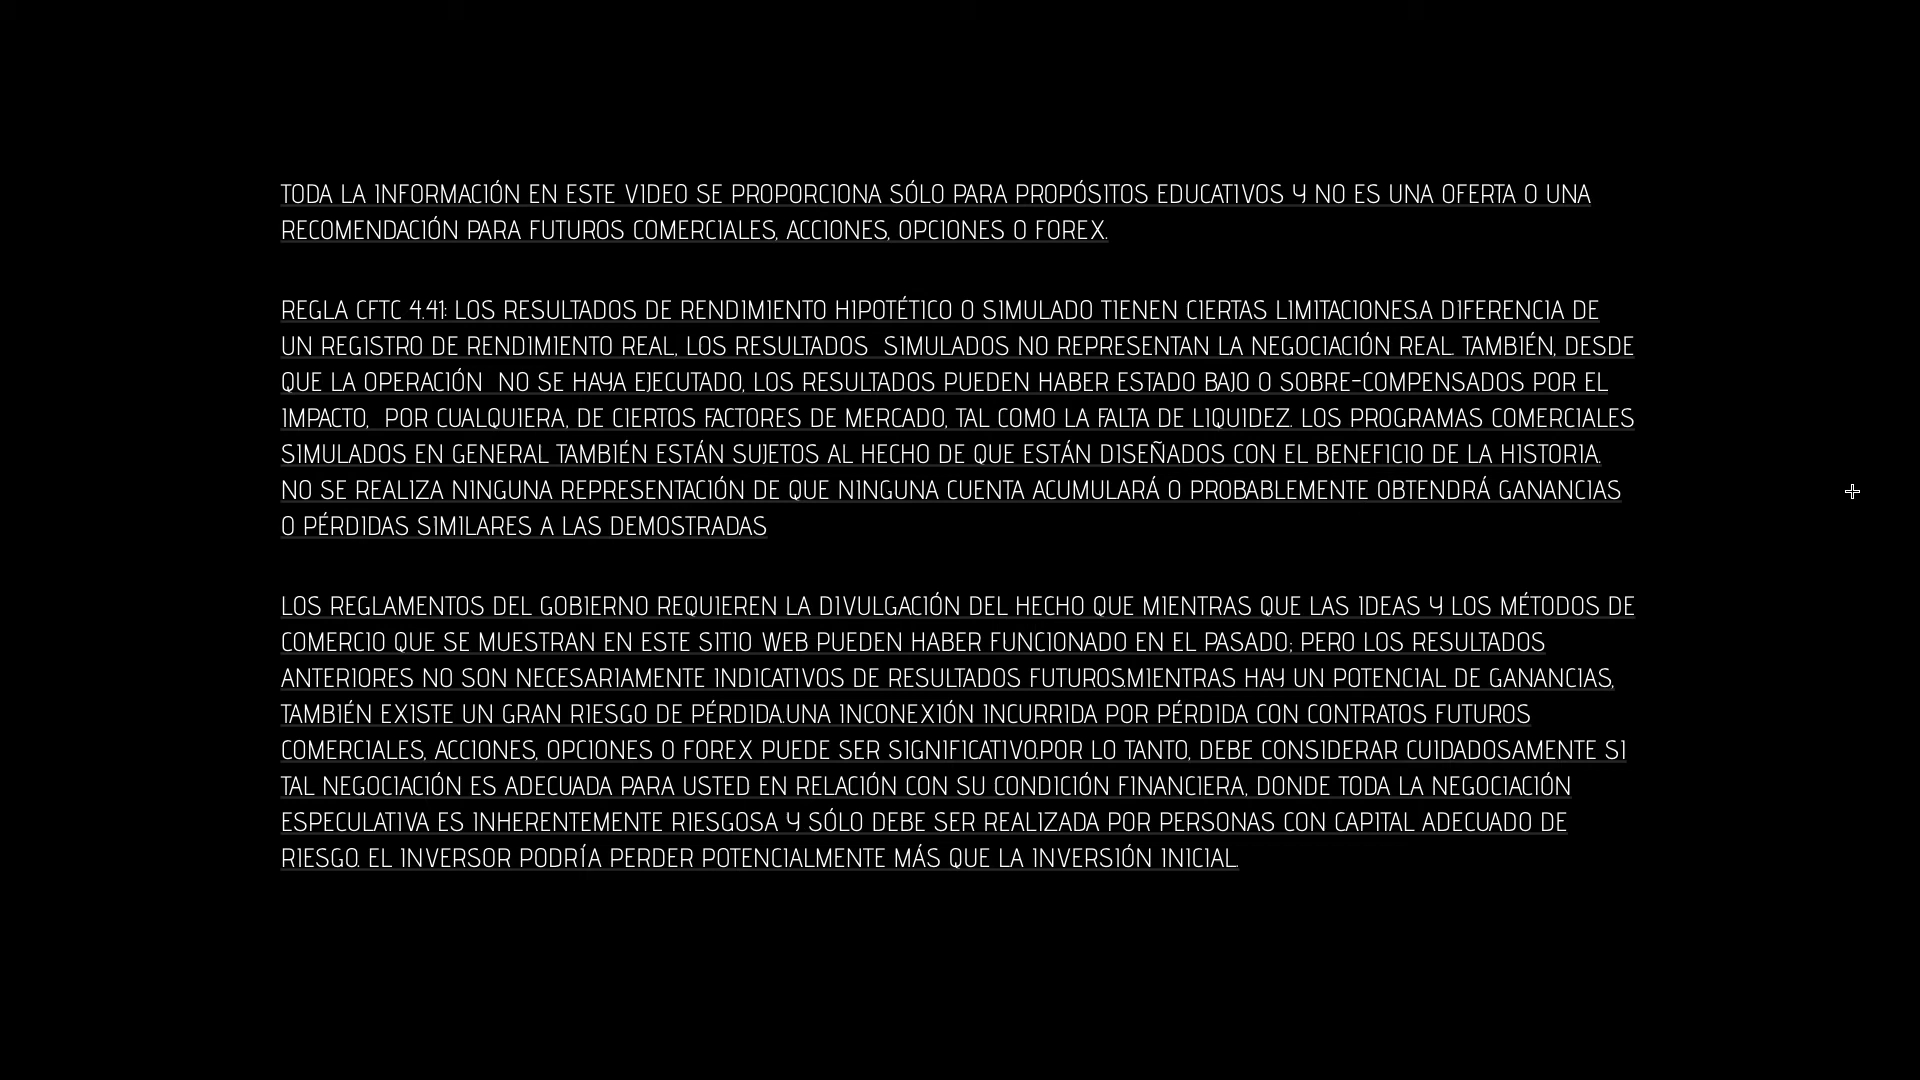 TODA LA INFORMACIÓN EN ESTE VIDEO SE PROPORCIONA SÓLO PARA PROPÓSITOS EDUCATIVOS Y NO ES UNA OFERTA O UNA
RECOMENDACIÓN PARA FUTUROS COMERCIALES, ACCIONES, OPCIONES O FOREX.
REGLA CFTC 4.41: LOS RESULTADOS DE RENDIMIENTO HIPOTÉTICO O SIMULADO TIENEN CIERTAS LIMITACIONES.A DIFERENCIA DE
UN REGISTRO DE RENDIMIENTO REAL, LOS RESULTADOS SIMULADOS NO REPRESENTAN LA NEGOCIACIÓN REAL. TAMBIÉN, DESDE
QUE LA OPERACIÓN NO SE HAYA EJECUTADO, LOS RESULTADOS PUEDEN HABER ESTADO BAJO O SOBRE-COMPENSADOS POR EL
IMPACTO, POR CUALQUIERA, DE CIERTOS FACTORES DE MERCADO, TAL COMO LA FALTA DE LIQUIDEZ. LOS PROGRAMAS COMERCIALES
SIMULADOS EN GENERAL TAMBIÉN ESTÁN SUJETOS AL HECHO DE QUE ESTÁN DISEÑADOS CON EL BENEFICIO DE LA HISTORIA.
NO SE REALIZA NINGUNA REPRESENTACIÓN DE QUE NINGUNA CUENTA ACUMULARÁ O PROBABLEMENTE OBTENDRÁ GANANCIAS
O PÉRDIDAS SIMILARES A LAS DEMOSTRADAS
LOS REGLAMENTOS DEL GOBIERNO REQUIEREN LA DIVULGACIÓN DEL HECHO QUE MIENTRAS QUE LAS IDEAS Y LOS MÉTODOS DE
COMERCIO QUE SE MUESTRAN EN ESTE SITIO WEB PUEDEN HABER FUNCIONADO EN EL PASADO; PERO LOS RESULTADOS
ANTERIORES NO SON NECESARIAMENTE INDICATIVOS DE RESULTADOS FUTUROS.MIENTRAS HAY UN POTENCIAL DE GANANCIAS,
TAMBIÉN EXISTE UN GRAN RIESGO DE PÉRDIDA.UNA INCONEXIÓN INCURRIDA POR PÉRDIDA CON CONTRATOS FUTUROS
COMERCIALES, ACCIONES, OPCIONES O FOREX PUEDE SER SIGNIFICATIVO.POR LO TANTO, DEBE CONSIDERAR CUIDADOSAMENTE SI
TAL NEGOCIACIÓN ES ADECUADA PARA USTED EN RELACIÓN CON SU CONDICIÓN FINANCIERA, DONDE TODA LA NEGOCIACIÓN
ESPECULATIVA ES INHERENTEMENTE RIESGOSA Y SÓLO DEBE SER REALIZADA POR PERSONAS CON CAPITAL ADECUADO DE
RIESGO. EL INVERSOR PODRÍA PERDER POTENCIALMENTE MÁS QUE LA INVERSIÓN INICIAL.